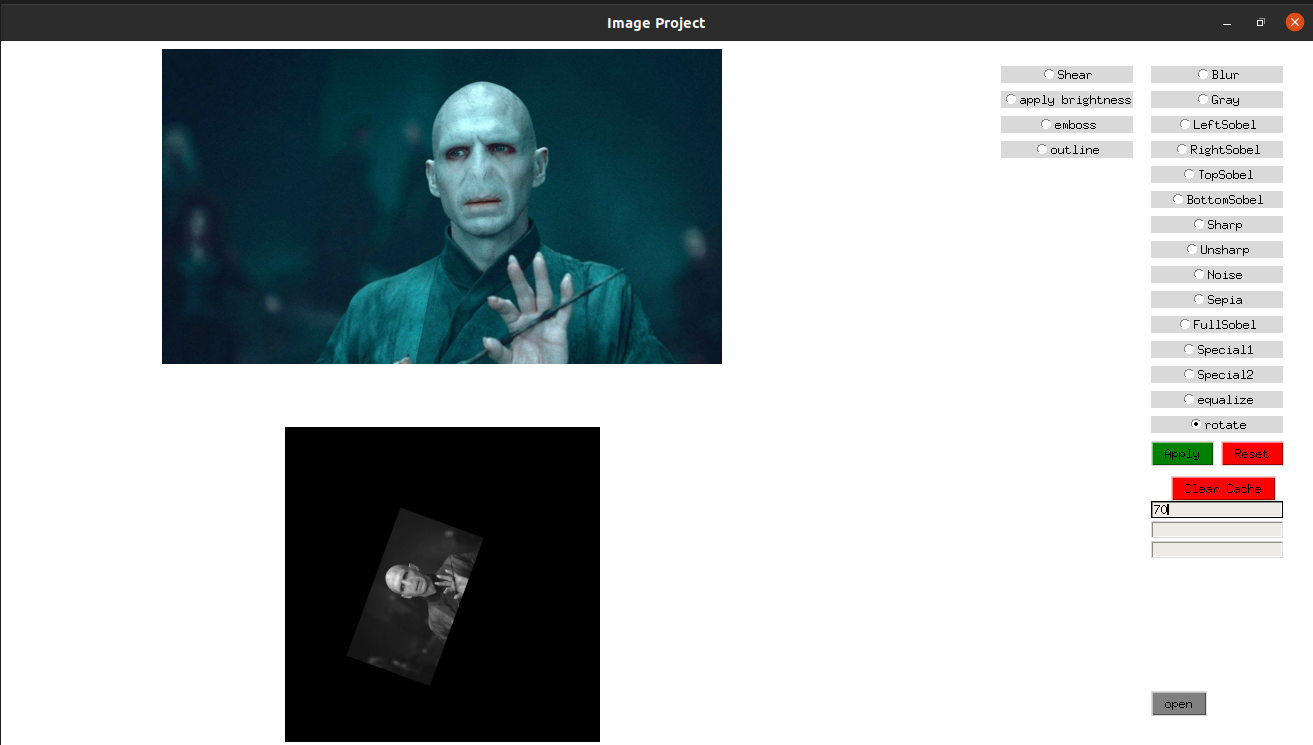 Image Project
Shear
apply brightness
emboss
outline
Blur
Gray
LeftSobel
RightSobel
TopSobel
BottomSobel
Sharp
Unsharp
Noise
Sepia
FullSobel
Special1
Special2
equalize
rotate
Apply Reset
Clear Cache
70
open